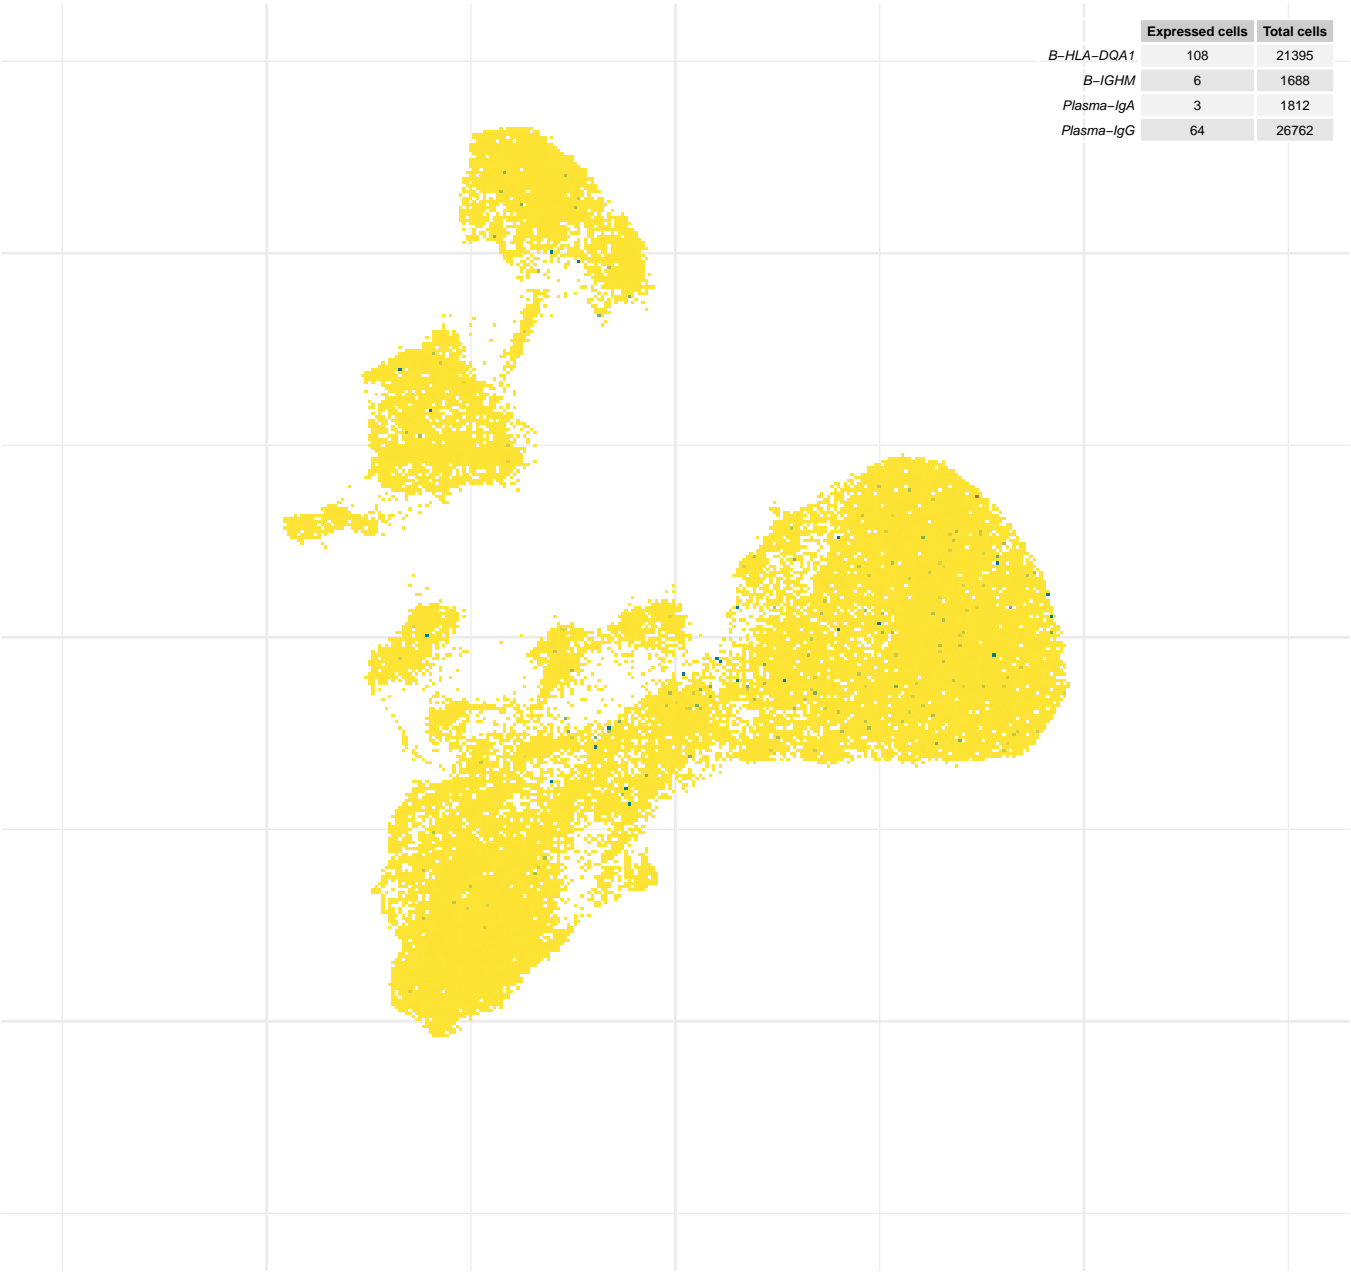 Expressed cells Total cells
B−HLA−DQA1 108 21395
B−IGHM 6 1688
Plasma−IgA 3 1812
Plasma−IgG 64 26762